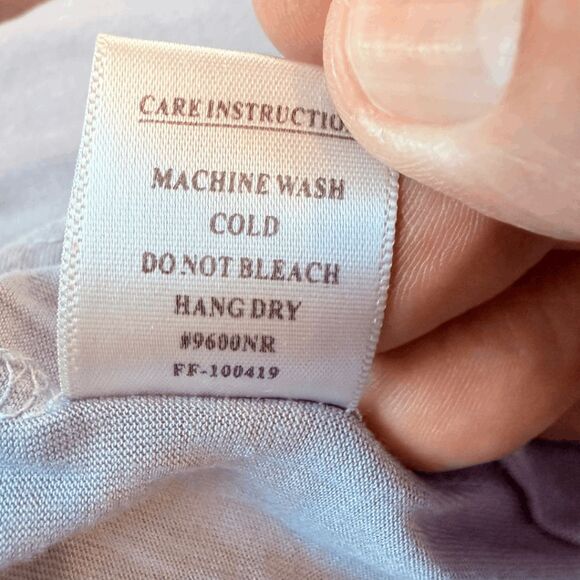 CARE INSTRUCTIO
MACHINE WASH
COLD
DO NOT BLEACH
HANG DRY
#9600NR
FF-100419